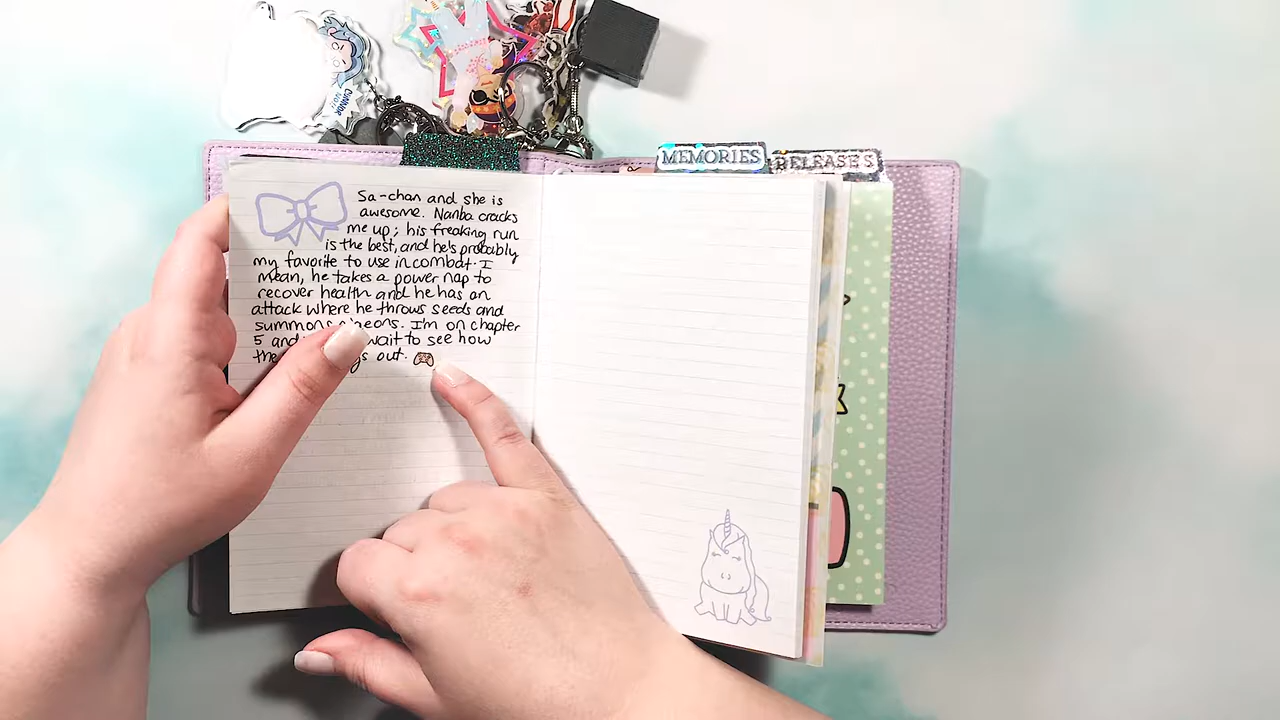 MEMORIES
RELEASES
Sa-chan and she is
awesome. Nanba cracks
me up; his freaking run
is the best, and he's probably
my favorite to use in combat. I
mean, he takes a power nap to
recover health and he has an
attack where he throws seeds and
summons. I'm on chapter
5 and wait to see how
out.